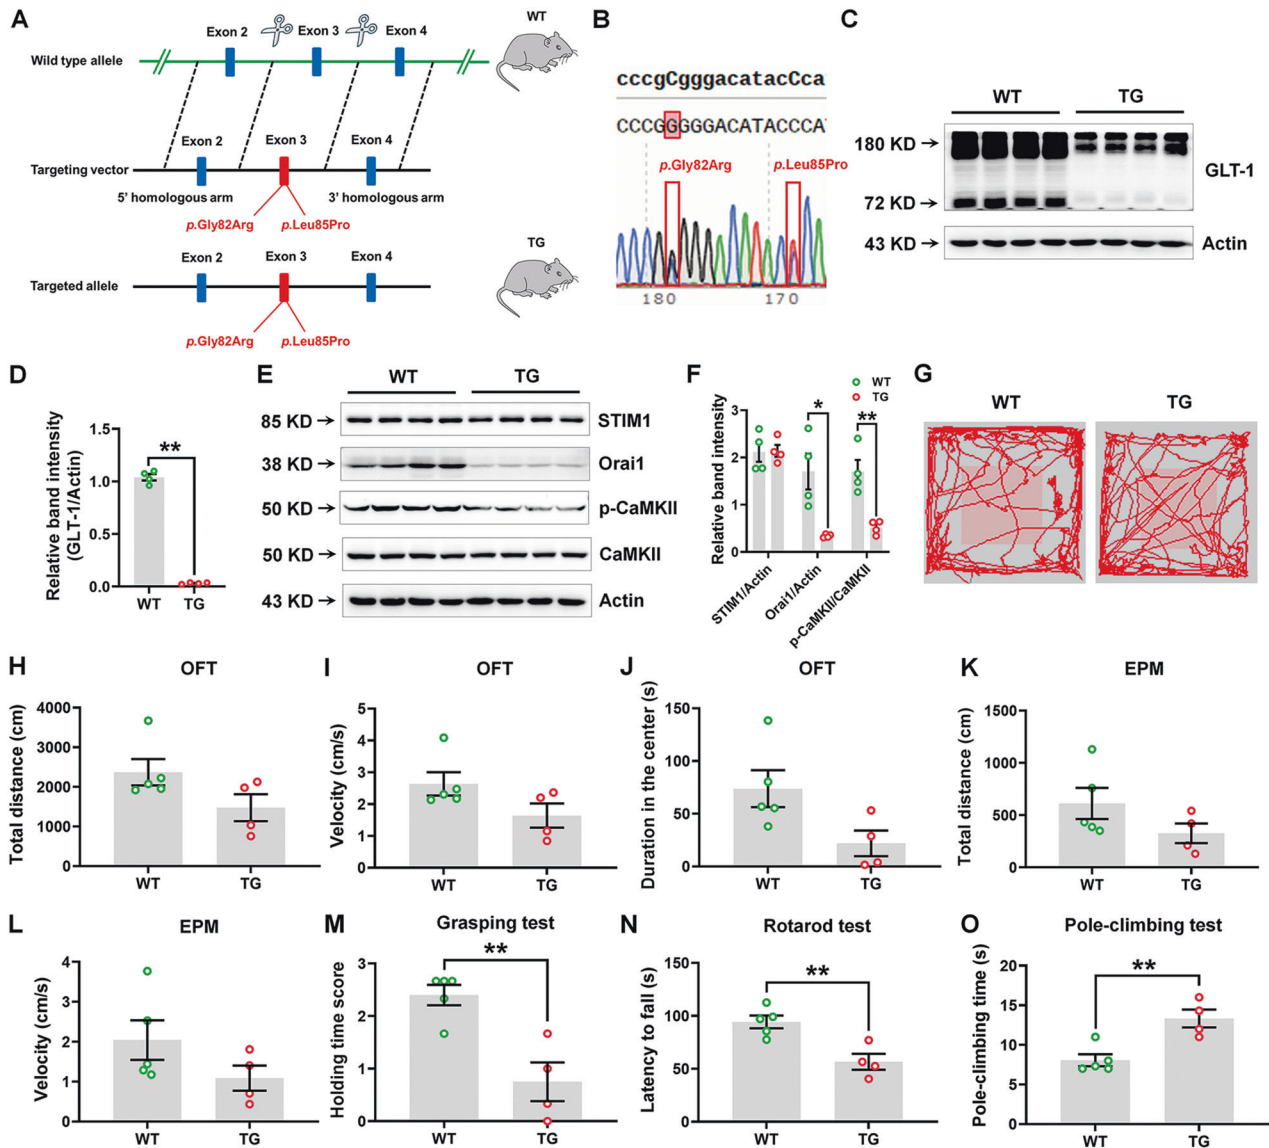 A
WT
Exon 2
Exon 3
Exon 4
Wild type allele
Exon 2
Exon 3
Exon 4
Targeting vector
5' homologous arm
3' homologous arm
p.Gly82Arg
p.Leu85Pro
TG
Exon 2
Exon 3
Exon 4
Targeted allele
p.Gly82Arg
p.Leu85Pro
B
cccgCgggacatacCca
CCCGGGGGACATACCCA
p.Gly82Arg
p.Leu85Pro
180
170
C
WT
TG
180 KD
GLT-1
72 KD
43 KD
Actin
D
Relative band intensity
(GLT-1/Actin)
1.5
1.0
0.5
0.0
**
WT
TG
E
WT
TG
85 KD
STIM1
38 KD
Orai1
50 KD
p-CaMKII
50 KD
CaMKII
43 KD
Actin
F
WT
TG
Relative band intensity
3
2
1
0
*
**
STIM1/Actin
Orai1/Actin
p-CaMKII/CaMKII
G
WT
TG
H
OFT
Total distance (cm)
4000
3000
2000
1000
0
WT
TG
I
OFT
Velocity (cm/s)
5
4
3
2
1
0
WT
TG
J
OFT
Duration in the center (s)
150
100
50
0
WT
TG
K
EPM
Total distance (cm)
1500
1000
500
0
WT
TG
L
EPM
Velocity (cm/s)
4
3
2
1
0
WT
TG
M
Grasping test
Holding time score
3
2
1
0
**
WT
TG
N
Rotarod test
Latency to fall (s)
150
100
50
0
**
WT
TG
O
Pole-climbing test
Pole-climbing time (s)
20
15
10
5
0
**
WT
TG